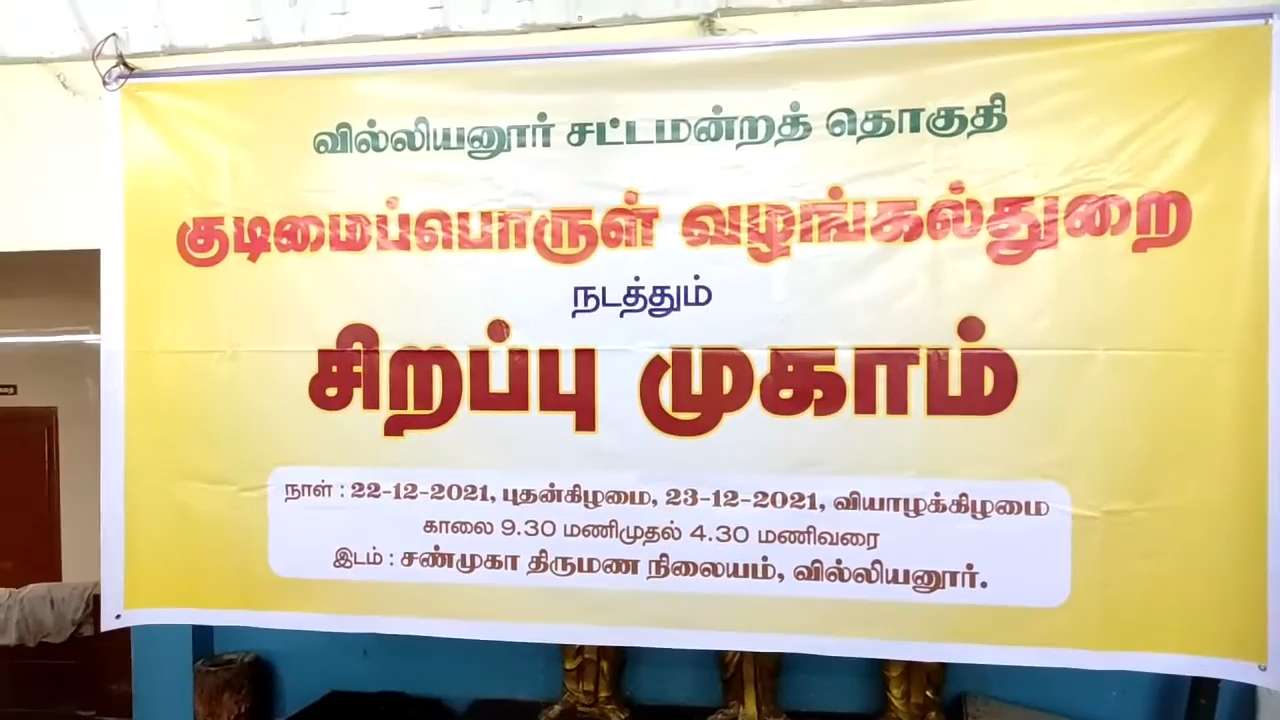 வில்லியனூர் சட்டமன்றத் தொகுதி
குடிமைப்பொருள் வழங்கல்துறை
நடத்தும்
சிறப்பு முகாம்
நாள் : 22-12-2021, புதன்கிழமை, 23-12-2021, வியாழக்கிழமை
காலை 9.30 மணிமுதல் 4.30 மணிவரை
இடம் : சண்முகா திருமண நிலையம், வில்லியனூர்.